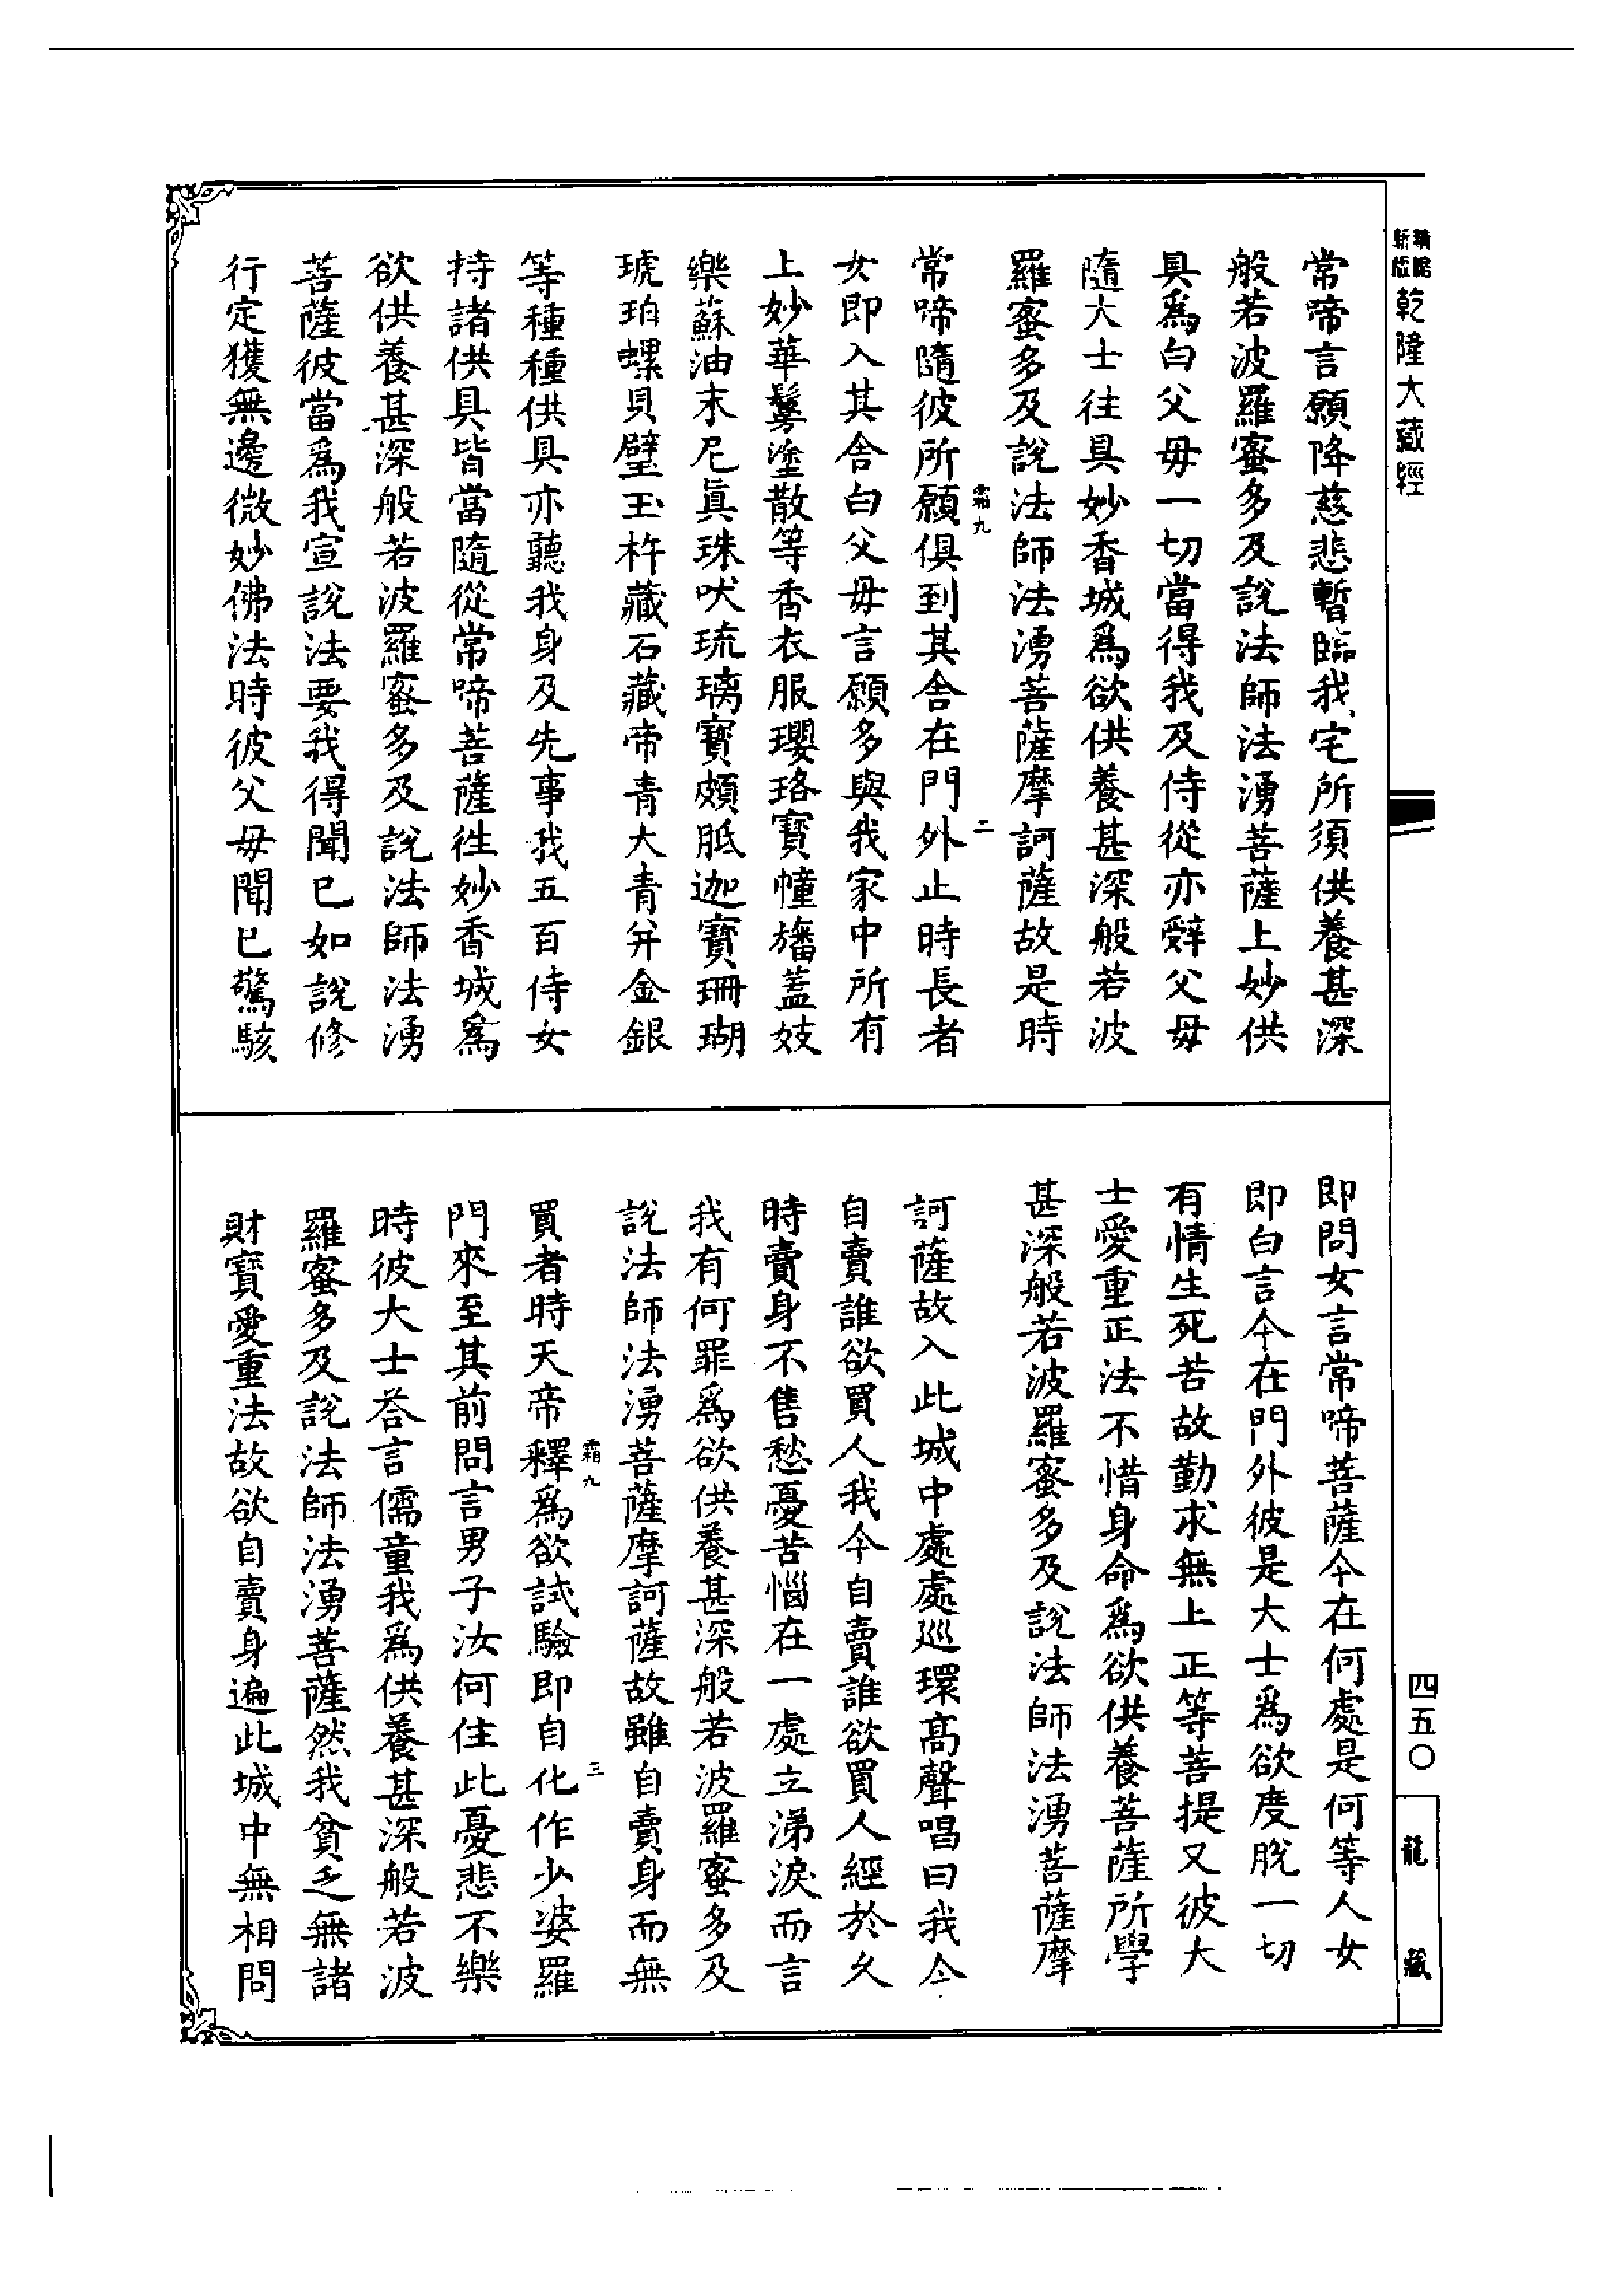 精縮
新版
乾隆大藏經
常啼言願降慈悲暫臨我宅所須供養甚深
般若波羅蜜多及說法師法湧菩薩上妙供
具爲白父母一切當得我及侍從亦辤父母
隨大士往具妙香城爲欲供養甚深般若波
羅蜜多及說法師法湧菩薩摩訶薩故是時
霜九
二
常啼隨彼所願俱到其舍在門外止時長者
女即入其舍白父母言願多與我家中所有
上妙華鬘塗散等香衣服瓔珞寶幢旛蓋妓
樂蘇油末尼眞珠吠琉璃寶頗胝迦寶珊瑚
琥珀螺貝璧玉杵藏石藏帝青大青并金銀
等種種供具亦聽我身及先事我五百侍女
持諸供具皆當隨從常啼菩薩徃妙香城爲
欲供養甚深般若波羅蜜多及說法師法湧
菩薩彼當爲我宣說法要我得聞已如說修
行定獲無邊微妙佛法時彼父母聞已驚駭
即問女言常啼菩薩今在何處是何等人女
即白言今在門外彼是大士爲欲度脫一切
有情生死苦故勤求無上正等菩提又彼大
士愛重正法不惜身命爲欲供養菩薩所學
甚深般若波羅蜜多及說法師法湧菩薩摩
訶薩故入此城中處處巡環高聲唱曰我今
自賣誰欲買人我今自賣誰欲買人經於久
時賣身不售愁憂苦惱在一處立涕淚而言
我有何罪爲欲供養甚深般若波羅蜜多及
說法師法湧菩薩摩訶薩故雖自賣身而無
霜九
三
買者時天帝釋爲欲試驗即自化作少婆羅
門來至其前問言男子汝何住此憂悲不樂
時彼大士荅言儒童我爲供養甚深般若波
羅蜜多及說法師法湧菩薩然我貧乏無諸
財寶愛重法故欲自賣身遍此城中無相問
四五〇
龍藏